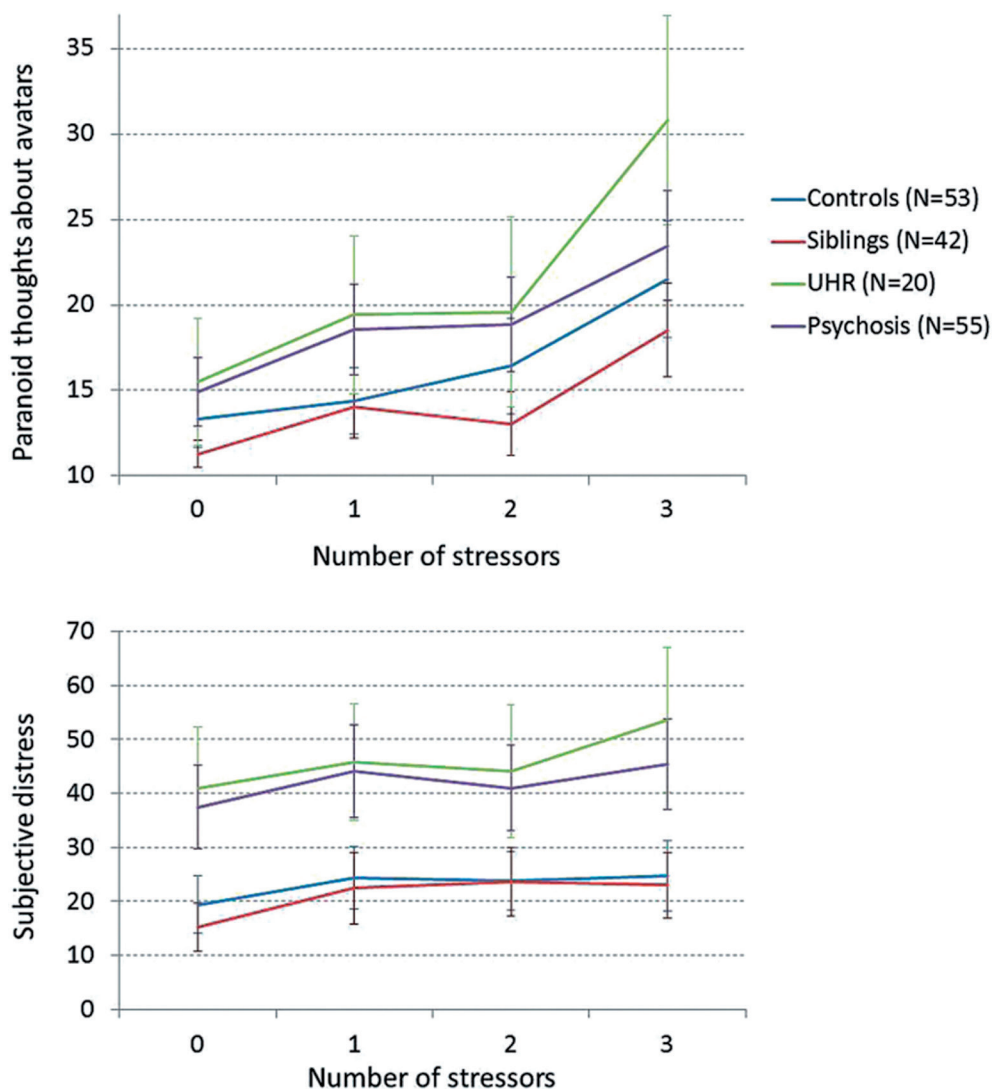 Paranoid thoughts about avatars
35
30
25
20
15
10
0 1 2 3
Number of stressors
Controls (N=53)
Siblings (N=42)
UHR (N=20)
Psychosis (N=55)
Subjective distress
70
60
50
40
30
20
10
0
0 1 2 3
Number of stressors